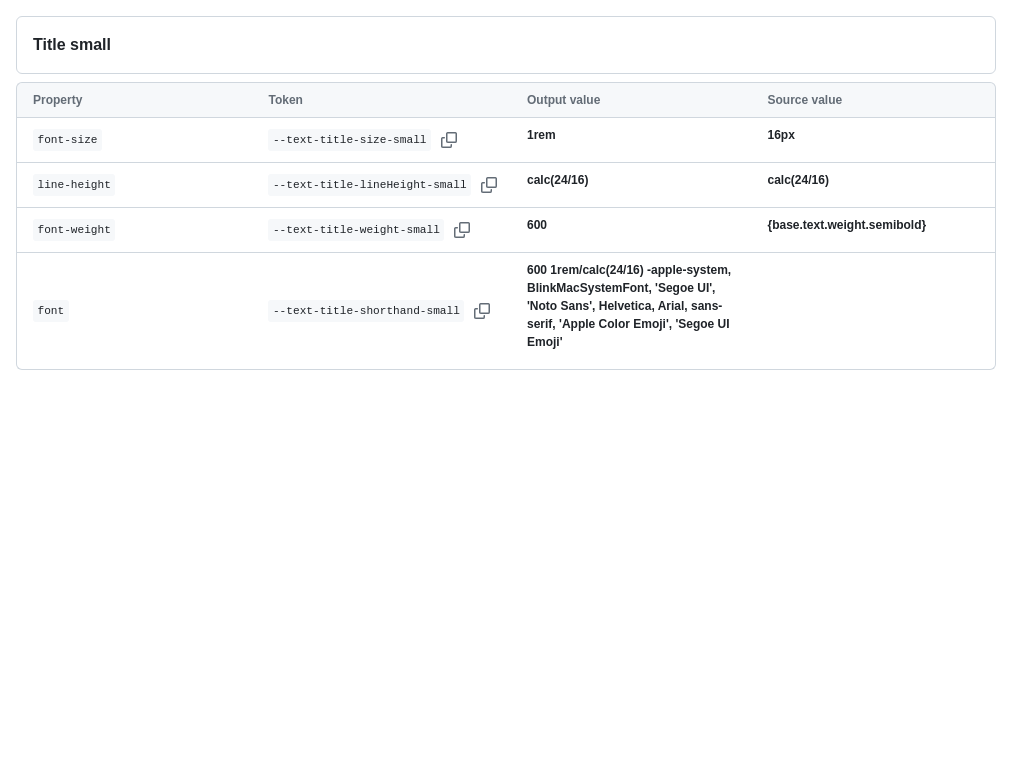 Title small
Property Token Output value Source value
font-size --text-title-size-small 1rem 16px
line-height --text-title-lineHeight-small calc(24/16) calc(24/16)
font-weight --text-title-weight-small 600 {base.text.weight.semibold}
font --text-title-shorthand-small 600 1rem/calc(24/16) -apple-system,
BlinkMacSystemFont, 'Segoe UI',
'Noto Sans', Helvetica, Arial, sans-
serif, 'Apple Color Emoji', 'Segoe UI
Emoji'